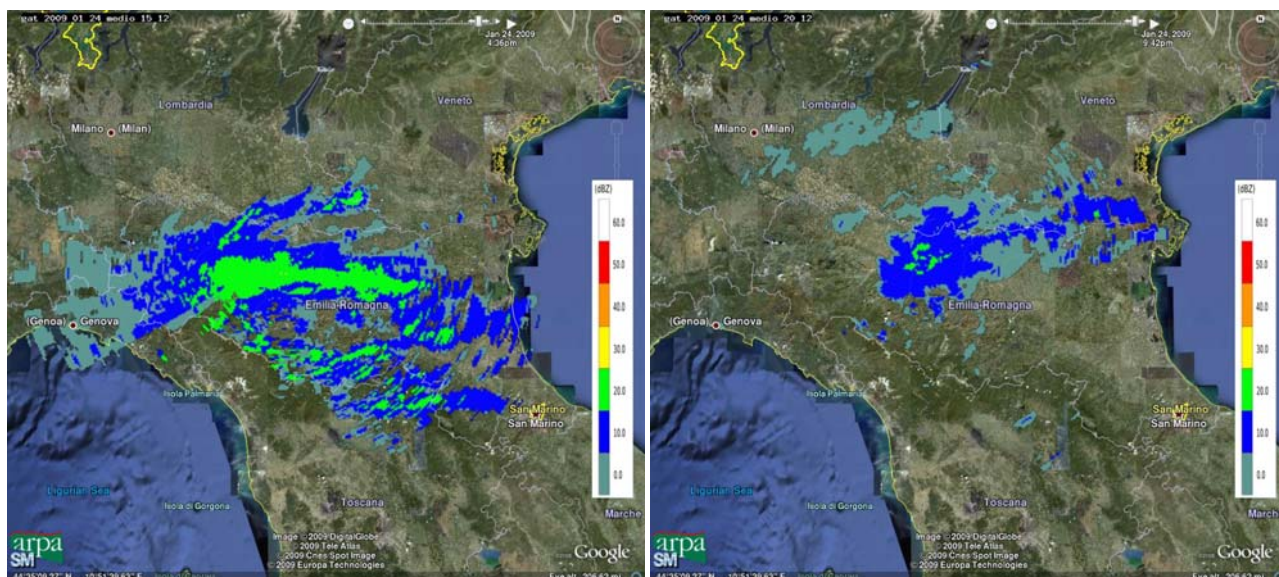 gat 2009 01 24 medio 15 12
Jan 24, 2009
4:36pm
Lombardia
Veneto
Milano (Milan)
(dBZ)
60.0
50.0
40.0
30.0
20.0
10.0
0.0
Emilia-Romagna
(Genoa) Genova
Isola Palmaria
San Marino
San Marino
Ligurian Sea
Isola di Gorgona
Toscana
Marche
Image © 2009 DigitalGlobe
© 2009 Tele Atlas
© 2009 Cnes Spot Image
© 2009 Europa Technologies
arpa
SM
Google
gat 2009 01 24 medio 20 12
Jan 24, 2009
9:42pm
Lombardia
Veneto
Milano (Milan)
(dBZ)
60.0
50.0
40.0
30.0
20.0
10.0
0.0
Emilia-Romagna
(Genoa) Genova
Isola Palmaria
San Marino
San Marino
Ligurian Sea
Isola di Gorgona
Toscana
Marche
Image © 2009 DigitalGlobe
© 2009 Tele Atlas
© 2009 Cnes Spot Image
© 2009 Europa Technologies
arpa
SM
Google